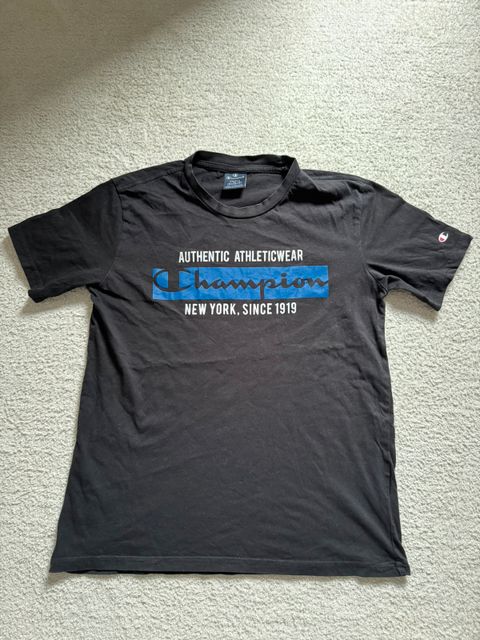 AUTHENTIC ATHLETICWEAR
Champion
NEW YORK, SINCE 1919